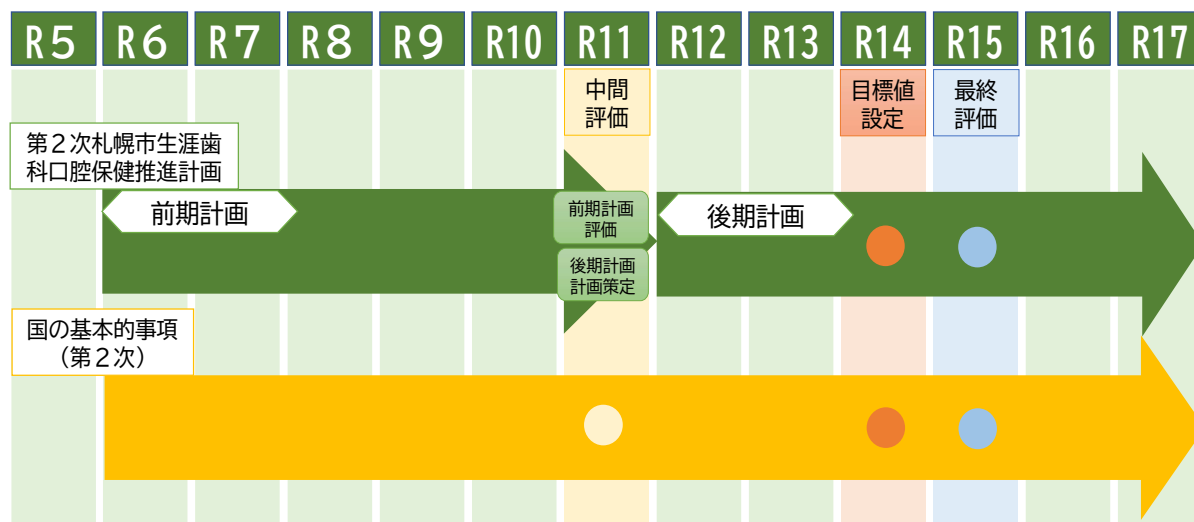 R5 R6 R7 R8 R9 R10 R11 R12 R13 R14 R15 R16 R17
中間
評価
目標値
設定
最終
評価
第２次札幌市生涯歯
科口腔保健推進計画
前期計画
前期計画
評価
後期計画
計画策定
後期計画
国の基本的事項
（第２次）